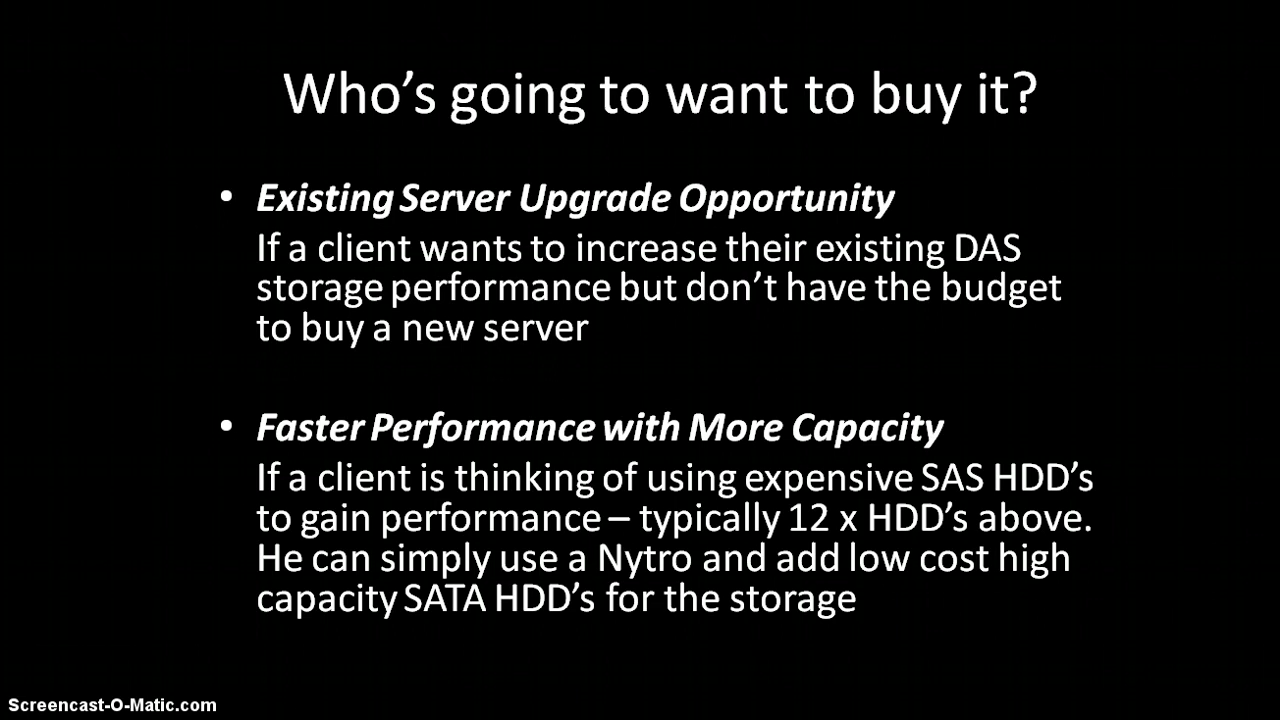 Who’s going to want to buy it?
• Existing Server Upgrade Opportunity
If a client wants to increase their existing DAS
storage performance but don’t have the budget
to buy a new server
• Faster Performance with More Capacity
If a client is thinking of using expensive SAS HDD’s
to gain performance – typically 12 x HDD’s above.
He can simply use a Nytro and add low cost high
capacity SATA HDD’s for the storage
Screencast-O-Matic.com